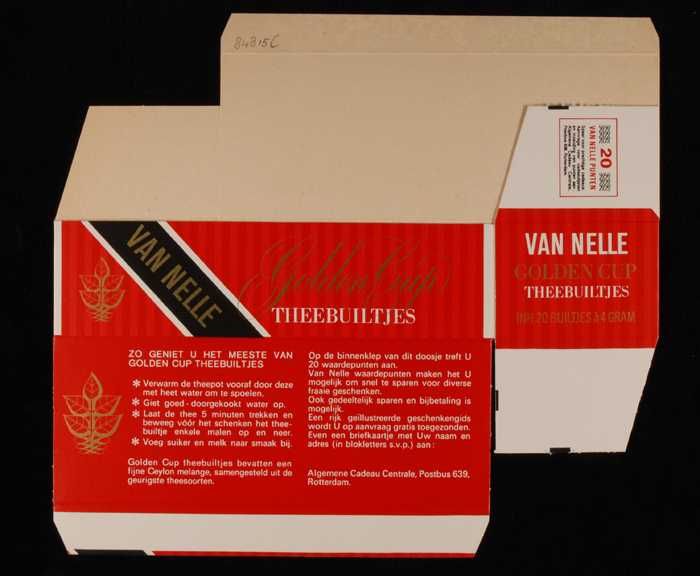 84315C
20
VAN NELLE PUNTEN
VAN NELLE
GOLDEN CUP
THEEBUILTJES
INH. 20 BUILTJES à 4 GRAM
VAN NELLE
Golden Cup
THEEBUILTJES
ZO GENIET U HET MEESTE VAN
GOLDEN CUP THEEBUILTJES
✻ Verwarm de theepot vooraf door deze
met heet water om te spoelen.
✻ Giet goed - doorgekookt water op.
✻ Laat de thee 5 minuten trekken en
beweeg vóór het schenken het thee-
builtje enkele malen op en neer.
✻ Voeg suiker en melk naar smaak bij.
Golden Cup theebuiltjes bevatten een
fijne Ceylon melange, samengesteld uit de
geurigste theesoorten.
Op de binnenklep van dit doosje treft U
20 waardepunten aan.
Van Nelle waardepunten maken het U
mogelijk om snel te sparen voor diverse
fraaie geschenken.
Ook gedeeltelijk sparen en bijbetaling is
mogelijk.
Een rijk geïllustreerde geschenkengids
wordt U op aanvraag gratis toegezonden.
Even een briefkaartje met Uw naam en
adres (in blokletters s.v.p.) aan:
Algemene Cadeau Centrale, Postbus 639,
Rotterdam.